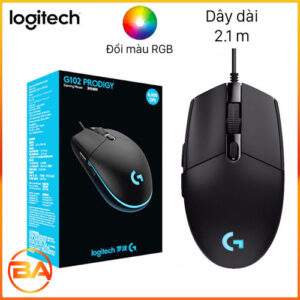 logitech
Đổi màu RGB
Dây dài
2.1 m
G102 PRODIGY
Gaming Mouse
logitech
G
BA